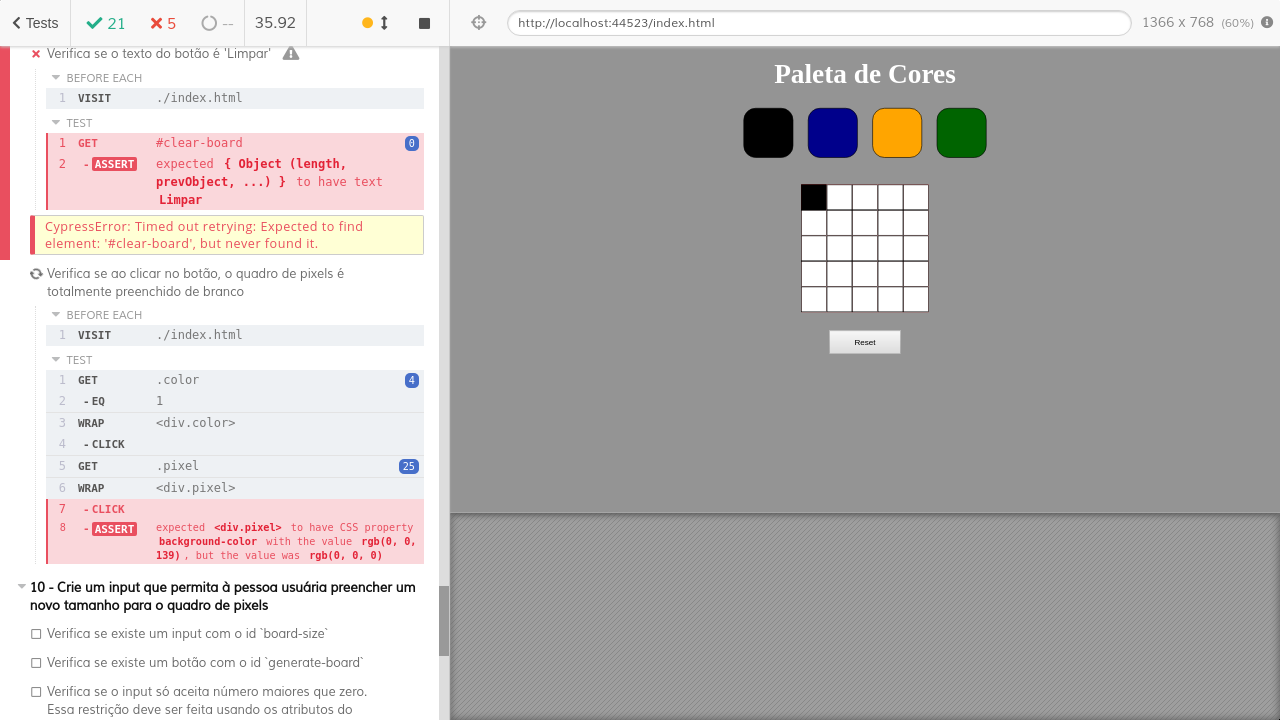 Tests 21 5 -- 35.92 http://localhost:44523/index.html 1366 x 768 (60%)
Verifica se o texto do botão é 'Limpar'
BEFORE EACH
1 VISIT ./index.html
TEST
1 GET #clear-board 0
2 - ASSERT expected { Object (length,
prevObject, ...) } to have text
Limpar
CypressError: Timed out retrying: Expected to find
element: '#clear-board', but never found it.
Verifica se ao clicar no botão, o quadro de pixels é
totalmente preenchido de branco
BEFORE EACH
1 VISIT ./index.html
TEST
1 GET .color 4
2 - EQ 1
3 WRAP <div.color>
4 - CLICK
5 GET .pixel 25
6 WRAP <div.pixel>
7 - CLICK
8 - ASSERT expected <div.pixel> to have CSS property
background-color with the value rgb(0, 0,
139) , but the value was rgb(0, 0, 0)
10 - Crie um input que permita à pessoa usuária preencher um
novo tamanho para o quadro de pixels
Verifica se existe um input com o id `board-size`
Verifica se existe um botão com o id `generate-board`
Verifica se o input só aceita número maiores que zero.
Essa restrição deve ser feita usando os atributos do
Paleta de Cores
Reset